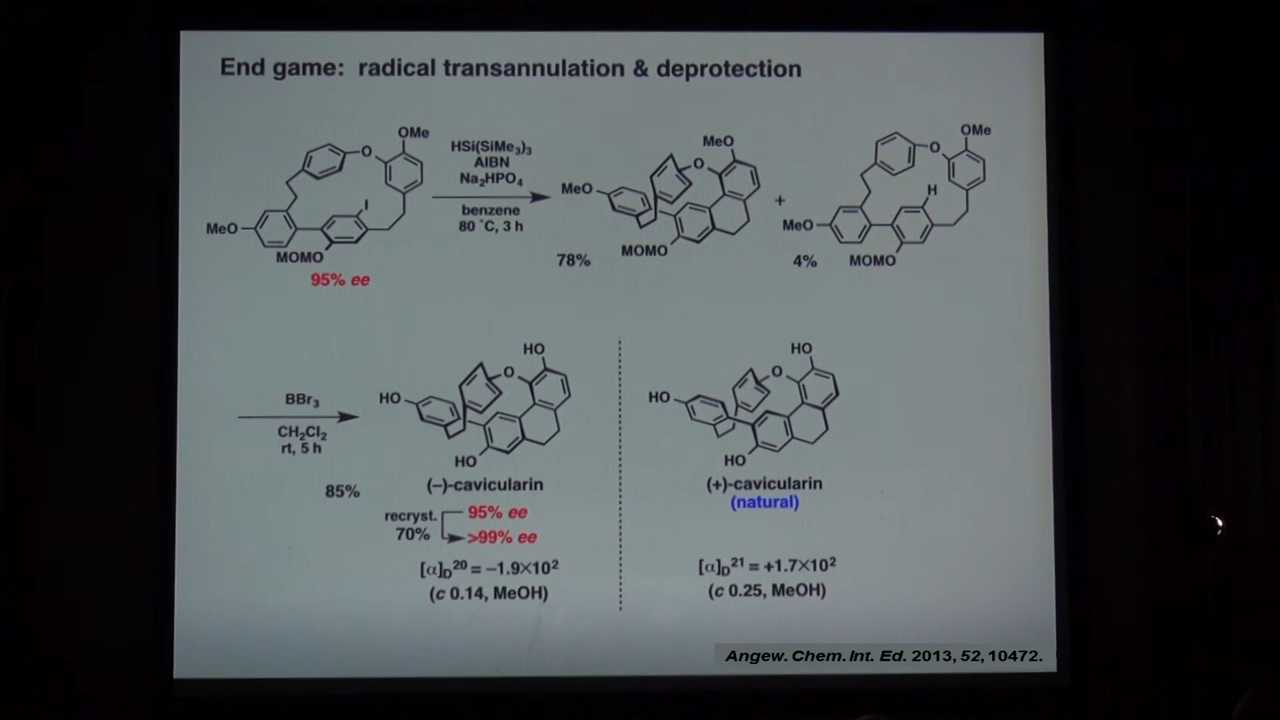 End game: radical transannulation & deprotection
OMe
O
I
MeO
MOMO
95% ee
HSi(SiMe₃)₃
AIBN
Na₂HPO₄
benzene
80 °C, 3 h
MeO
O
MeO
MOMO
78%
+
OMe
O
H
MeO
MOMO
4%
BBr₃
CH₂Cl₂
rt, 5 h
85%
HO
O
HO
HO
(–)-cavicularin
recryst.
70%
95% ee
>99% ee
[α]D²⁰ = –1.9×10²
(c 0.14, MeOH)
HO
O
HO
HO
(+)-cavicularin
(natural)
[α]D²¹ = +1.7×10²
(c 0.25, MeOH)
Angew. Chem. Int. Ed. 2013, 52, 10472.